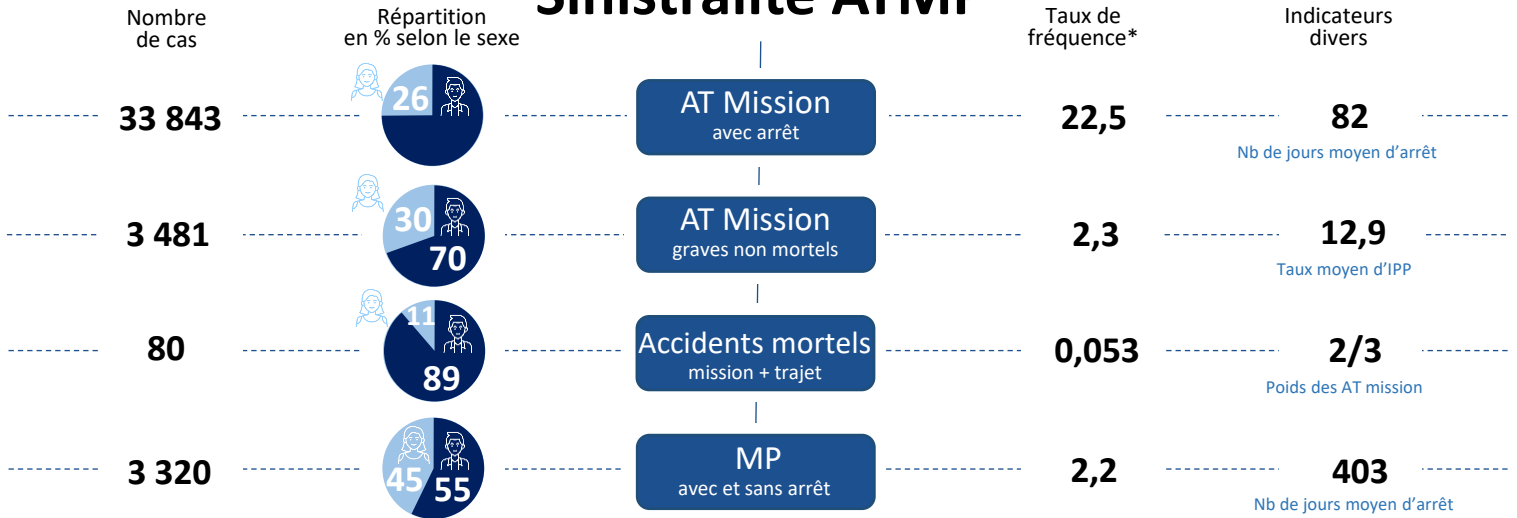 Sinistralité ATMP
Nombre
de cas
Répartition
en % selon le sexe
Taux de
fréquence*
Indicateurs
divers
33 843
26
AT Mission
avec arrêt
22,5
82
Nb de jours moyen d'arrêt
3 481
30
70
AT Mission
graves non mortels
2,3
12,9
Taux moyen d'IPP
80
11
89
Accidents mortels
mission + trajet
0,053
2/3
Poids des AT mission
3 320
45
55
MP
avec et sans arrêt
2,2
403
Nb de jours moyen d'arrêt